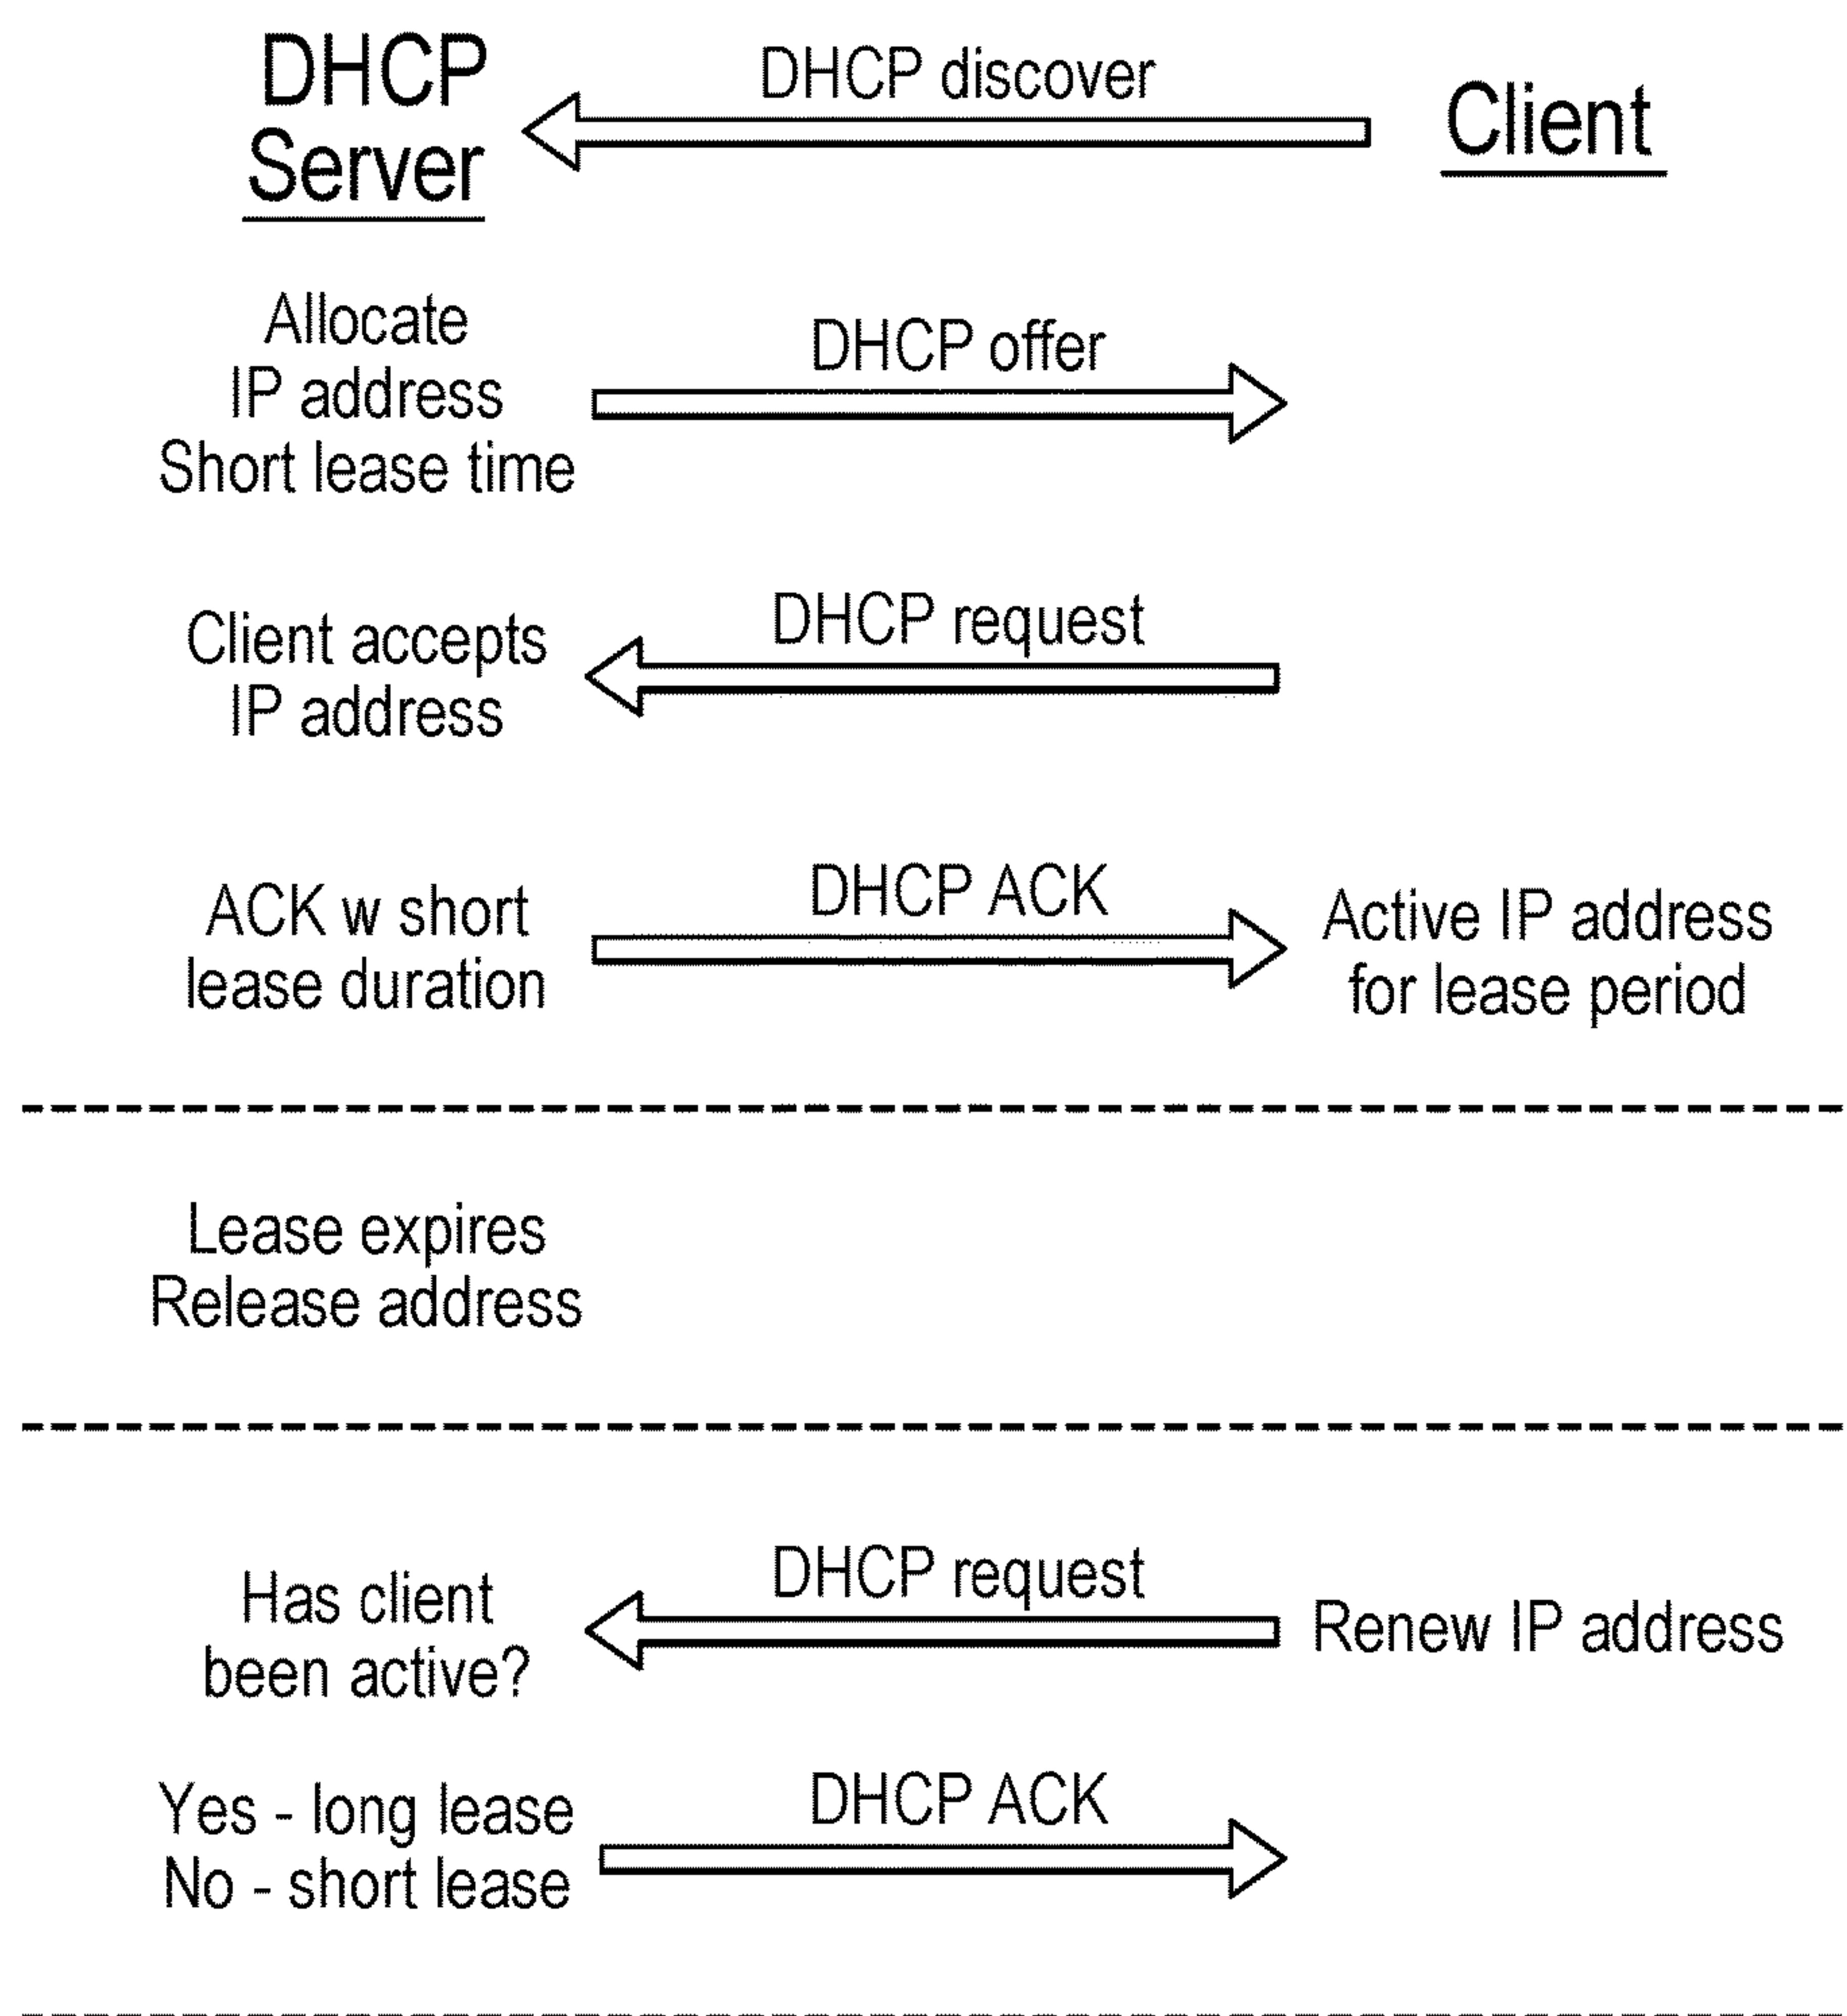 DHCP
Server
DHCP discover
Client
Allocate
IP address
Short lease time
DHCP offer
Client accepts
IP address
DHCP request
ACK w short
lease duration
DHCP ACK
Active IP address
for lease period
Lease expires
Release address
Has client
been active?
DHCP request
Renew IP address
Yes - long lease
No - short lease
DHCP ACK